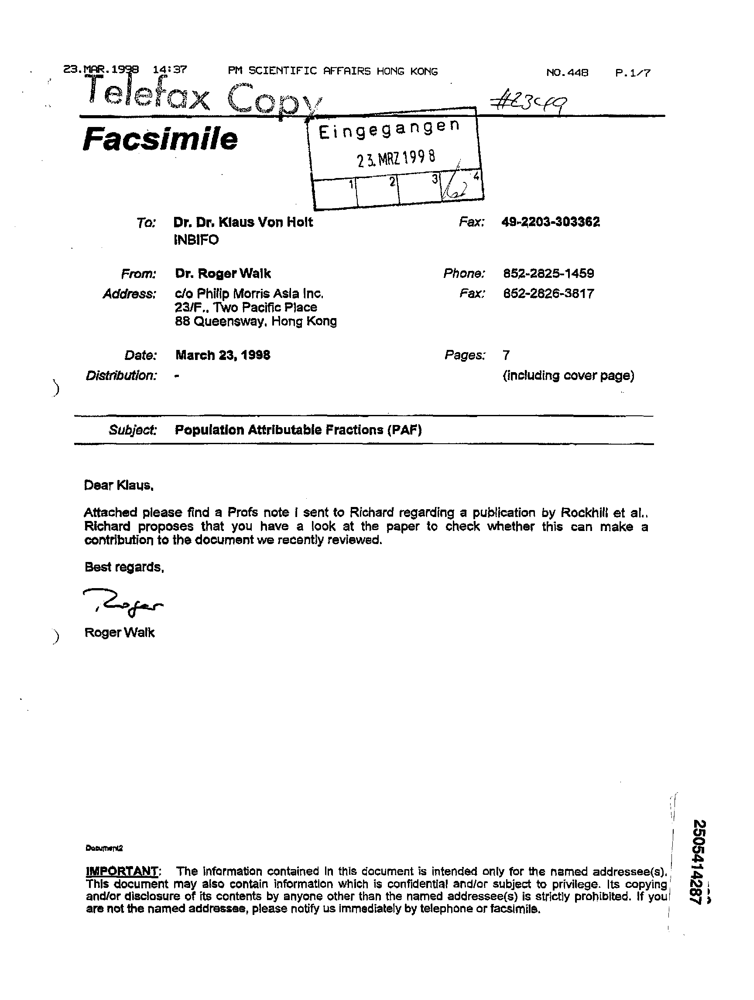 23.MAR.1998 14:37 PM SCIENTIFIC AFFAIRS HONG KONG NO.448 P.1/7
Telefax Copy
Facsimile
Eingegangen
23.MRZ1998
1 2 3 4
To: Dr. Dr. Klaus Von Holt Fax: 49-2203-303362
INBIFO
From: Dr. Roger Walk Phone: 852-2825-1459
Address: c/o Philip Morris Asia Inc. Fax: 852-2826-3817
23/F., Two Pacific Place
88 Queensway, Hong Kong
Date: March 23, 1998 Pages: 7
Distribution: - (including cover page)
Subject: Population Attributable Fractions (PAF)
Dear Klaus,
Attached please find a Profs note I sent to Richard regarding a publication by Rockhill et al..
Richard proposes that you have a look at the paper to check whether this can make a
contribution to the document we recently reviewed.
Best regards,
Roger
Roger Walk
Document2
IMPORTANT: The information contained in this document is intended only for the named addressee(s).
This document may also contain information which is confidential and/or subject to privilege. Its copying
and/or disclosure of its contents by anyone other than the named addressee(s) is strictly prohibited. If you
are not the named addressee, please notify us immediately by telephone or facsimile.
2505414287